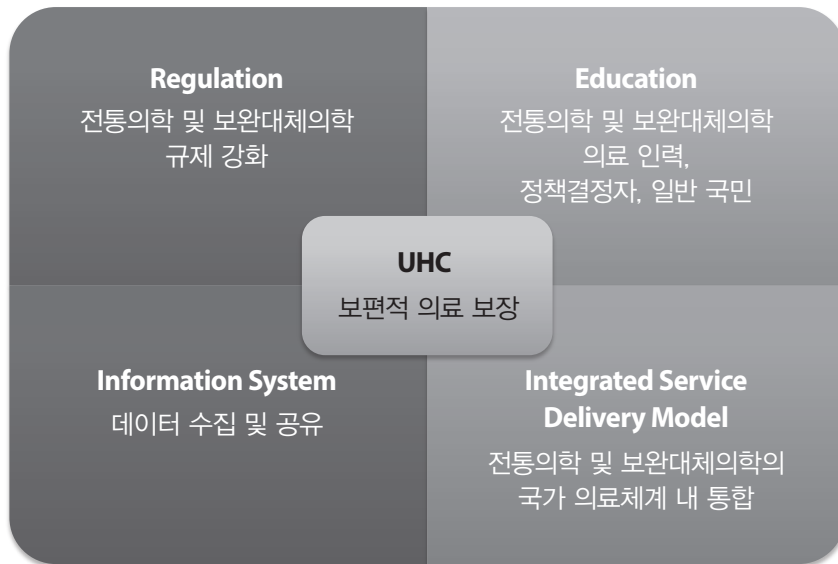 Regulation
전통의학 및 보완대체의학
규제 강화
Education
전통의학 및 보완대체의학
의료 인력,
정책결정자, 일반 국민
UHC
보편적 의료 보장
Information System
데이터 수집 및 공유
Integrated Service
Delivery Model
전통의학 및 보완대체의학의
국가 의료체계 내 통합